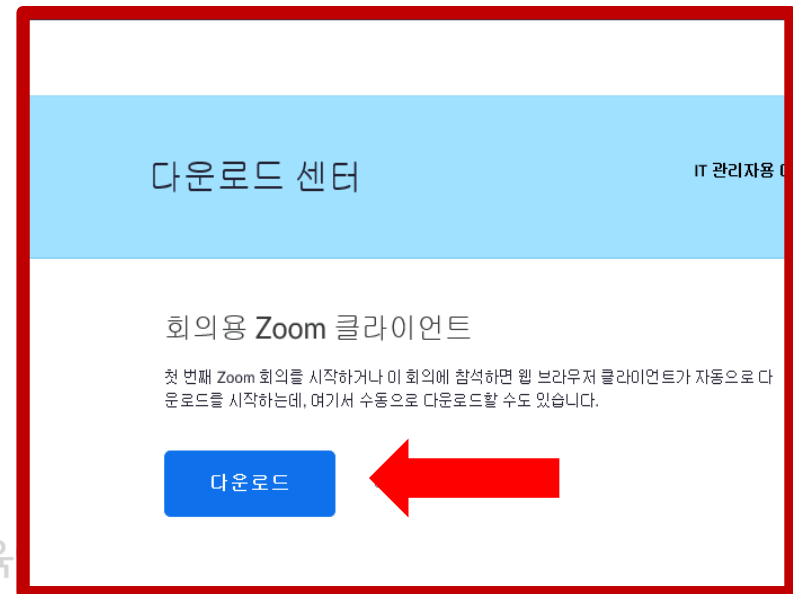 다운로드 센터
IT 관리자용
회의용 Zoom 클라이언트
첫 번째 Zoom 회의를 시작하거나 이 회의에 참석하면 웹 브라우저 클라이언트가 자동으로 다
운로드를 시작하는데, 여기서 수동으로 다운로드할 수도 있습니다.
다운로드
육